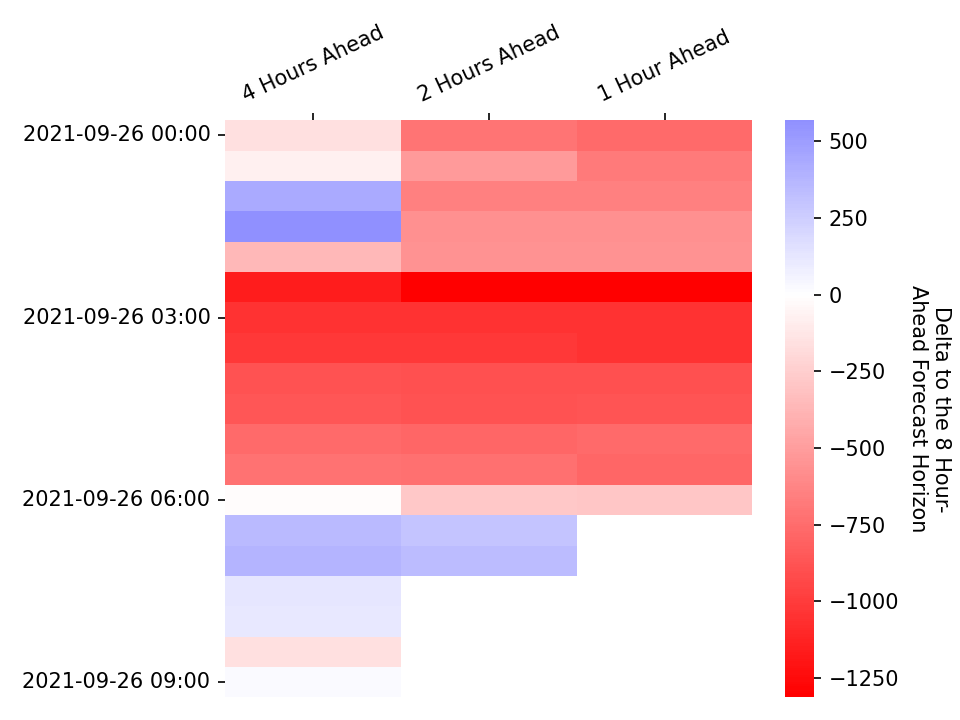 4 Hours Ahead
2 Hours Ahead
1 Hour Ahead
2021-09-26 00:00
2021-09-26 03:00
2021-09-26 06:00
2021-09-26 09:00
500
250
0
−250
−500
−750
−1000
−1250
Delta to the 8 Hour-
Ahead Forecast Horizon